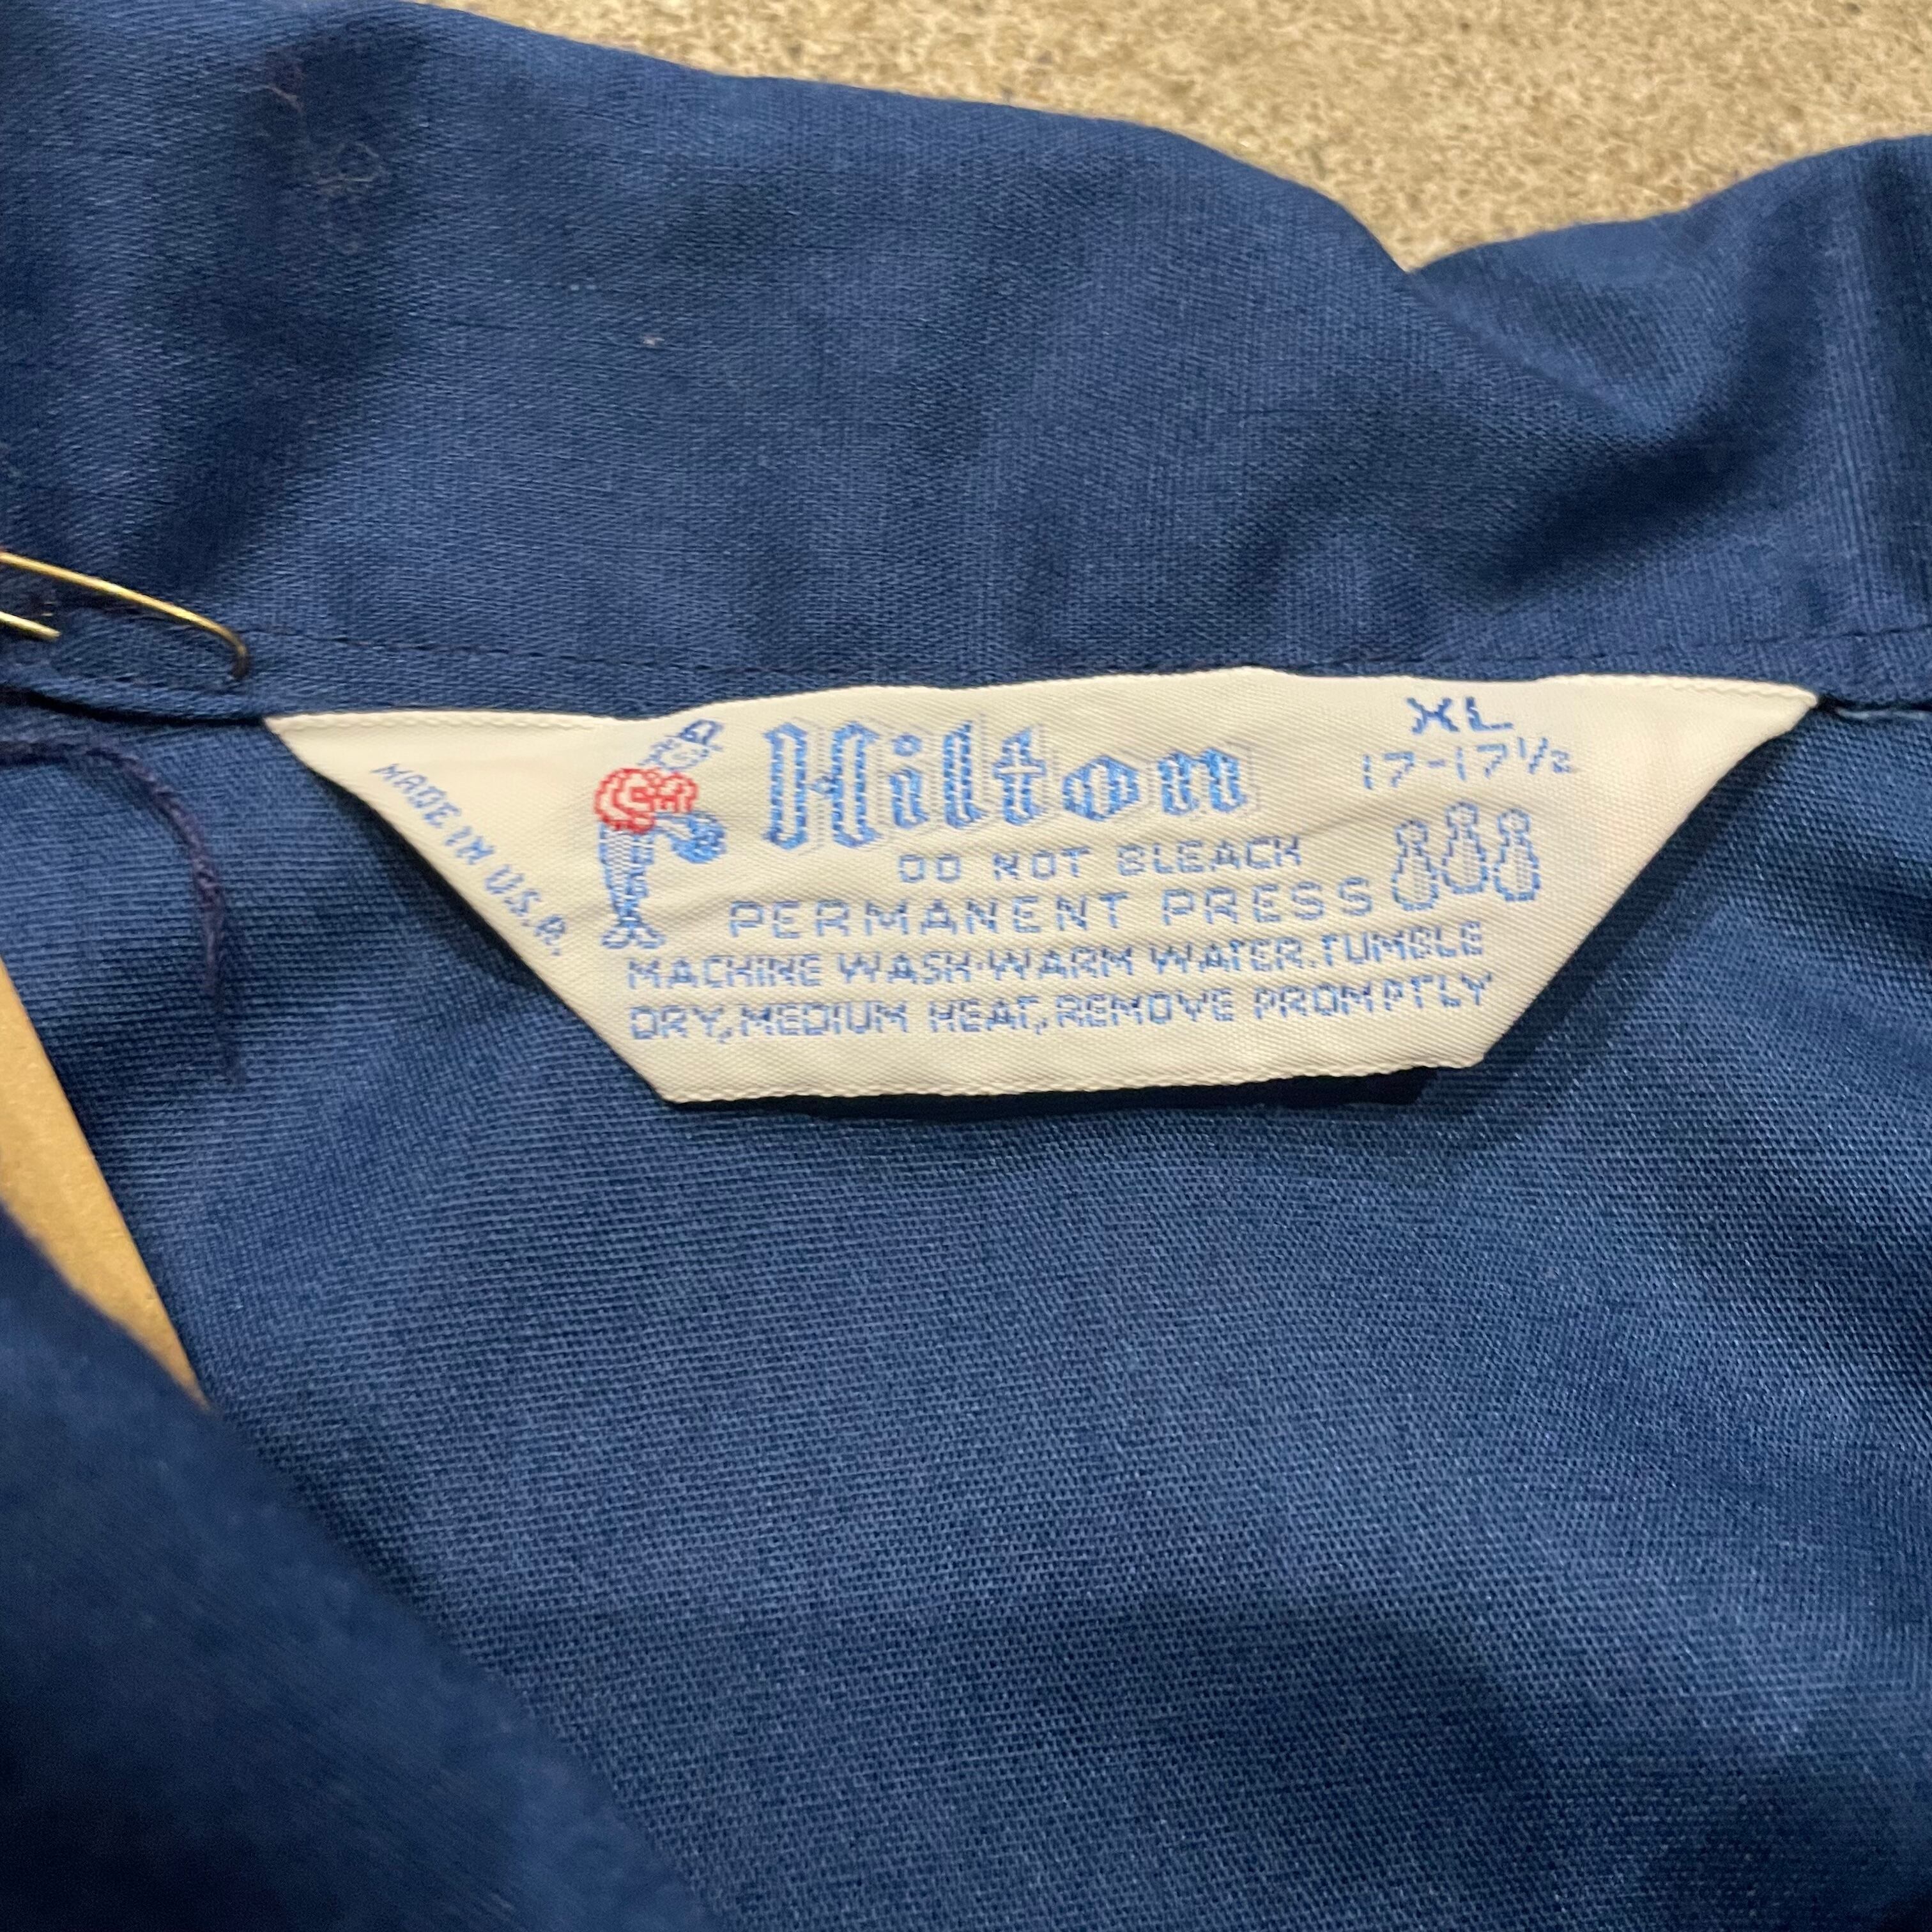 MADE IN U.S.A.
Hilton
XL
17-17½
DO NOT BLEACH
PERMANENT PRESS
MACHINE WASH·WARM WATER.TUMBLE
DRY,MEDIUM HEAT,REMOVE PROMPTLY